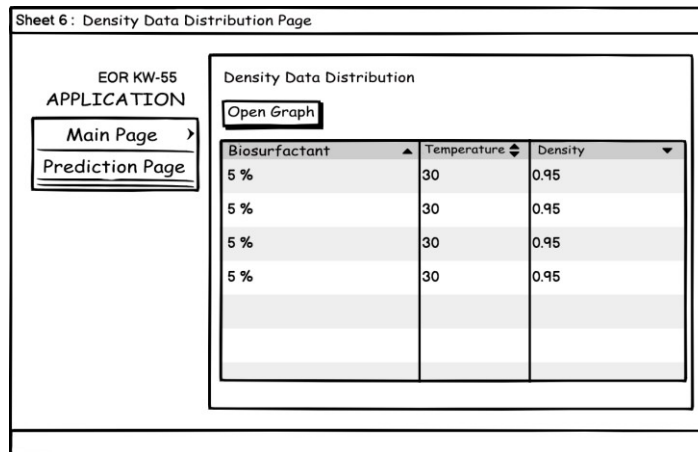 Sheet 6 : Density Data Distribution Page
EOR KW-55
APPLICATION
Main Page >
Prediction Page
Density Data Distribution
Open Graph
Biosurfactant Temperature Density
5 % 30 0.95
5 % 30 0.95
5 % 30 0.95
5 % 30 0.95